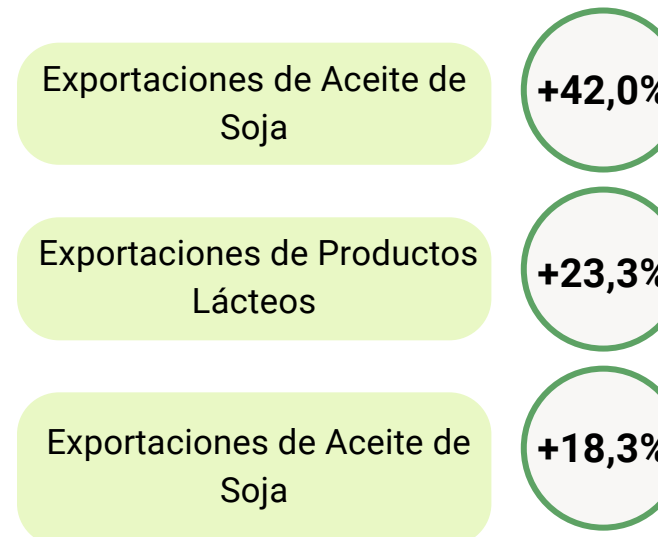 Exportaciones de Aceite de
Soja
+42,0%
Exportaciones de Productos
Lácteos
+23,3%
Exportaciones de Aceite de
Soja
+18,3%